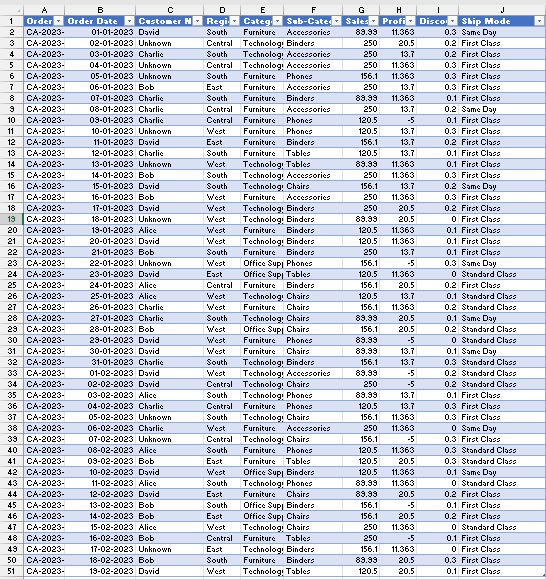 A B C D E F G H I J
1 Order Order Date Customer N Regi Categ Sub-Cate Sales Profi Disco Ship Mode
2 CA-2023- 01-01-2023 David South Furniture Accessories 89.99 11.363 0.3 Same Day
3 CA-2023- 02-01-2023 Unknown Central Technolog Binders 250 20.5 0.2 First Class
4 CA-2023- 03-01-2023 Unknown South Furniture Accessories 250 13.7 0.2 First Class
5 CA-2023- 04-01-2023 Unknown Central Technolog Accessories 250 11.363 0.3 First Class
6 CA-2023- 05-01-2023 Unknown South Furniture Phones 156.1 11.363 0.3 First Class
7 CA-2023- 06-01-2023 Bob East Furniture Accessories 250 13.7 0.3 First Class
8 CA-2023- 07-01-2023 Charlie South Furniture Binders 89.99 11.363 0.1 First Class
9 CA-2023- 08-01-2023 Charlie Central Furniture Accessories 250 13.7 0.2 Same Day
10 CA-2023- 09-01-2023 Charlie Central Furniture Phones 120.5 -5 0.1 First Class
11 CA-2023- 10-01-2023 Unknown West Furniture Phones 120.5 13.7 0.3 First Class
12 CA-2023- 11-01-2023 David East Furniture Binders 156.1 13.7 0.2 First Class
13 CA-2023- 12-01-2023 Charlie South Furniture Tables 120.5 13.7 0.1 First Class
14 CA-2023- 13-01-2023 Unknown West Technolog Binders 89.99 11.363 0.1 First Class
15 CA-2023- 14-01-2023 Bob South Technolog Accessories 250 11.363 0.3 First Class
16 CA-2023- 15-01-2023 David South Technolog Chairs 156.1 13.7 0.2 Same Day
17 CA-2023- 16-01-2023 Bob West Furniture Accessories 250 11.363 0.2 First Class
18 CA-2023- 17-01-2023 David West Technolog Binders 250 20.5 0.2 First Class
19 CA-2023- 18-01-2023 Unknown West Technolog Binders 89.99 20.5 0 First Class
20 CA-2023- 19-01-2023 Alice West Furniture Binders 120.5 11.363 0.1 First Class
21 CA-2023- 20-01-2023 David West Technolog Binders 120.5 11.363 0.1 First Class
22 CA-2023- 21-01-2023 Bob South Furniture Binders 89.99 20.5 0.3 First Class
23 CA-2023- 22-01-2023 Unknown West Office Sup Phones 156.1 -5 0.3 Same Day
24 CA-2023- 23-01-2023 David East Office Sup Tables 120.5 11.363 0 Standard Class
25 CA-2023- 24-01-2023 Alice Central Furniture Binders 156.1 20.5 0.1 First Class
26 CA-2023- 25-01-2023 Alice West Technolog Chairs 120.5 13.7 0.1 Standard Class
27 CA-2023- 26-01-2023 Charlie Central Furniture Chairs 156.1 11.363 0.2 Standard Class
28 CA-2023- 27-01-2023 Charlie South Technolog Chairs 89.99 20.5 0.1 Same Day
29 CA-2023- 28-01-2023 Bob West Office Sup Chairs 156.1 20.5 0.2 Standard Class
30 CA-2023- 29-01-2023 David West Furniture Phones 89.99 -5 0 Same Day
31 CA-2023- 30-01-2023 David West Furniture Chairs 89.99 13.7 0.1 Same Day
32 CA-2023- 31-01-2023 Charlie South Technolog Binders 156.1 13.7 0.3 Standard Class
33 CA-2023- 01-02-2023 David West Technolog Accessories 89.99 -5 0.2 Standard Class
34 CA-2023- 02-02-2023 David Central Technolog Chairs 250 -5 0.2 Standard Class
35 CA-2023- 03-02-2023 Alice South Technolog Phones 89.99 13.7 0.1 First Class
36 CA-2023- 04-02-2023 Charlie Central Furniture Phones 120.5 13.7 0.3 First Class
37 CA-2023- 05-02-2023 Unknown South Furniture Binders 156.1 11.363 0.3 First Class
38 CA-2023- 06-02-2023 Charlie West Furniture Accessories 250 11.363 0 Same Day
39 CA-2023- 07-02-2023 Unknown Central Technolog Chairs 156.1 -5 0.3 Same Day
40 CA-2023- 08-02-2023 Alice South Furniture Phones 120.5 11.363 0.3 Standard Class
41 CA-2023- 09-02-2023 Bob East Furniture Tables 120.5 -5 0.3 Standard Class
42 CA-2023- 10-02-2023 David West Office Sup Binders 120.5 11.363 0.1 Same Day
43 CA-2023- 11-02-2023 Alice South Furniture Accessories 250 11.363 0 Same Day
44 CA-2023- 12-02-2023 David East Furniture Chairs 89.99 20.5 0.2 First Class
45 CA-2023- 13-02-2023 Bob South Office Sup Binders 156.1 -5 0.1 First Class
46 CA-2023- 14-02-2023 Bob East Office Sup Chairs 156.1 20.5 0.2 First Class
47 CA-2023- 15-02-2023 Alice West Technolog Chairs 250 11.363 0 Standard Class
48 CA-2023- 16-02-2023 Bob Central Furniture Tables 250 -5 0.1 First Class
49 CA-2023- 17-02-2023 Unknown East Furniture Binders 156.1 11.363 0 First Class
50 CA-2023- 18-02-2023 Bob South Technolog Binders 89.99 20.5 0.3 First Class
51 CA-2023- 19-02-2023 David West Technolog Tables 120.5 20.5 0.1 First Class